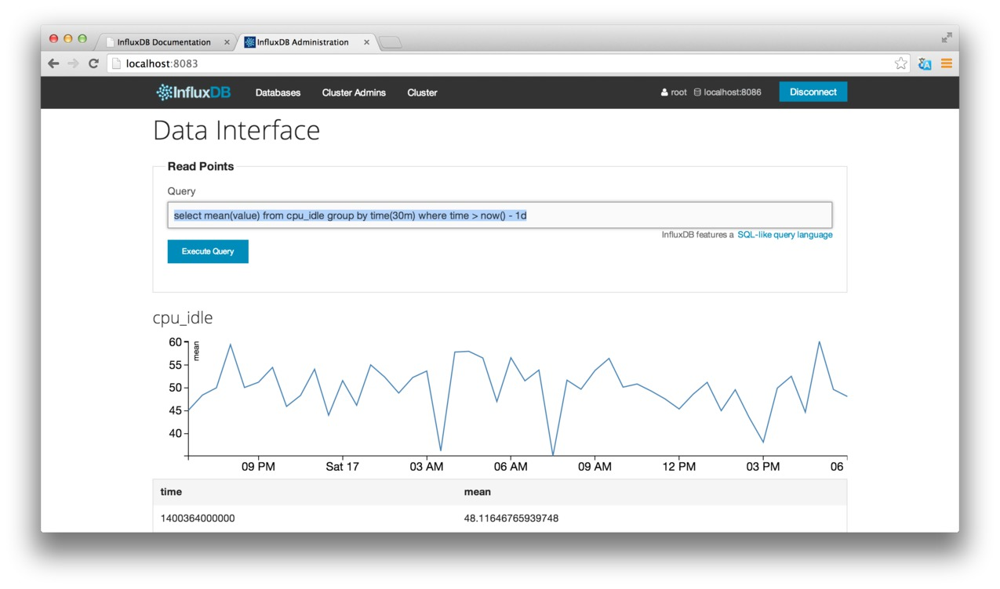 InfluxDB Documentation InfluxDB Administration
localhost:8083
InfluxDB Databases Cluster Admins Cluster root localhost:8086 Disconnect
Data Interface
Read Points
Query
select mean(value) from cpu_idle group by time(30m) where time > now() - 1d
InfluxDB features a SQL-like query language
Execute Query
cpu_idle
60
mean
55
50
45
40
09 PM Sat 17 03 AM 06 AM 09 AM 12 PM 03 PM 06
time mean
1400364000000 48.11646765939748